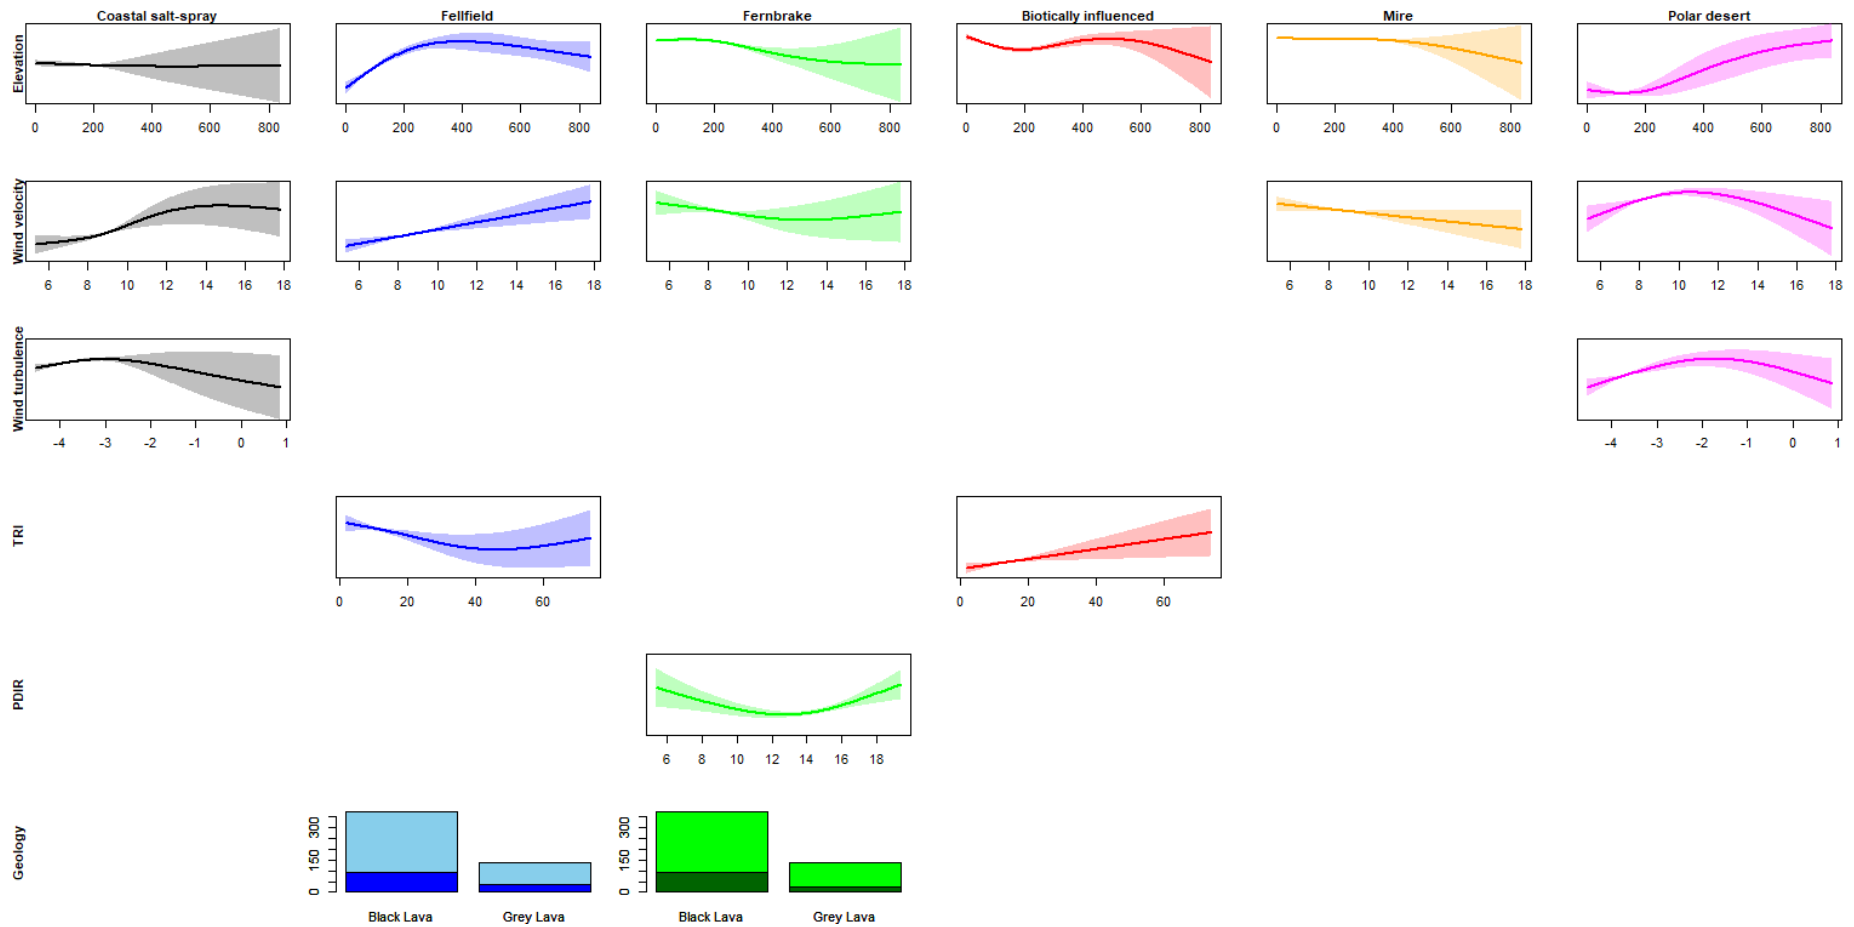 Coastal salt-spray Fellfield Fernbrake Biotically influenced Mire Polar desert
Elevation
0 200 400 600 800 0 200 400 600 800 0 200 400 600 800 0 200 400 600 800 0 200 400 600 800 0 200 400 600 800
Wind velocity
6 8 10 12 14 16 18 6 8 10 12 14 16 18 6 8 10 12 14 16 18 6 8 10 12 14 16 18 6 8 10 12 14 16 18
Wind turbulence
-4 -3 -2 -1 0 1 -4 -3 -2 -1 0 1
TRI
0 20 40 60 0 20 40 60
PDIR
6 8 10 12 14 16 18
Geology
300 300
150 150
0 0
Black Lava Grey Lava Black Lava Grey Lava